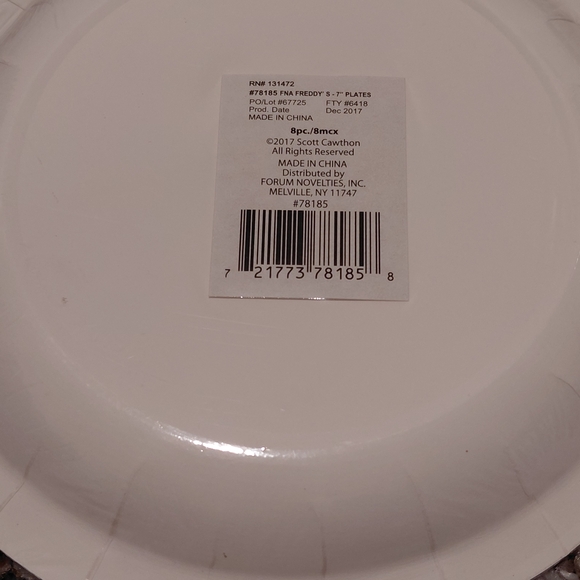 RN# 131472
#78185 FNA FREDDY' S - 7" PLATES
PO/Lot #67725 FTY #6418
Prod. Date Dec 2017
MADE IN CHINA
8pc./8mcx
©2017 Scott Cawthon
All Rights Reserved
MADE IN CHINA
Distributed by
FORUM NOVELTIES, INC.
MELVILLE, NY 11747
#78185
7 21773 78185 8